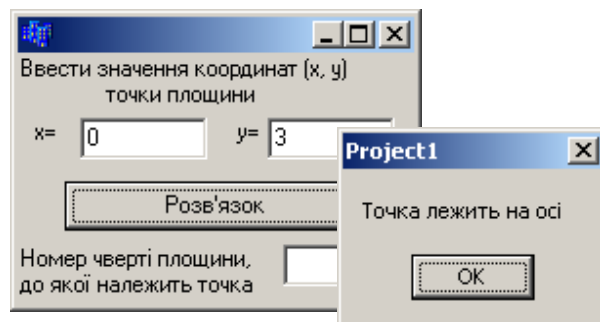 Ввести значення координат (x, y)
точки площини
x= 0 y= 3
Розв'язок
Номер чверті площини,
до якої належить точка
Project1
Точка лежить на осі
OK